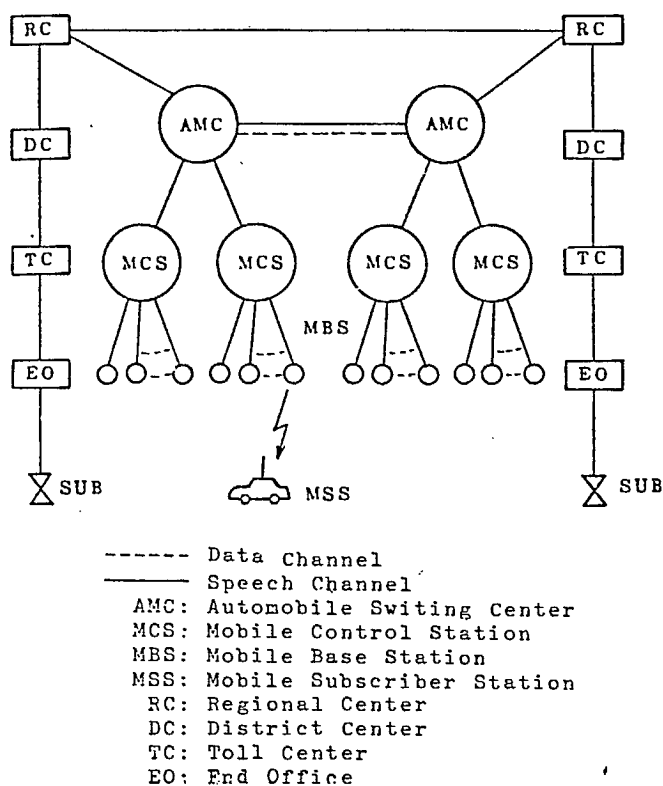 RC RC
AMC AMC
DC DC
TC MCS MCS MCS MCS TC
MBS
EO EO
SUB MSS SUB
------ Data Channel
Speech Channel
AMC: Automobile Switing Center
MCS: Mobile Control Station
MBS: Mobile Base Station
MSS: Mobile Subscriber Station
RC: Regional Center
DC: District Center
TC: Toll Center
EO: End Office